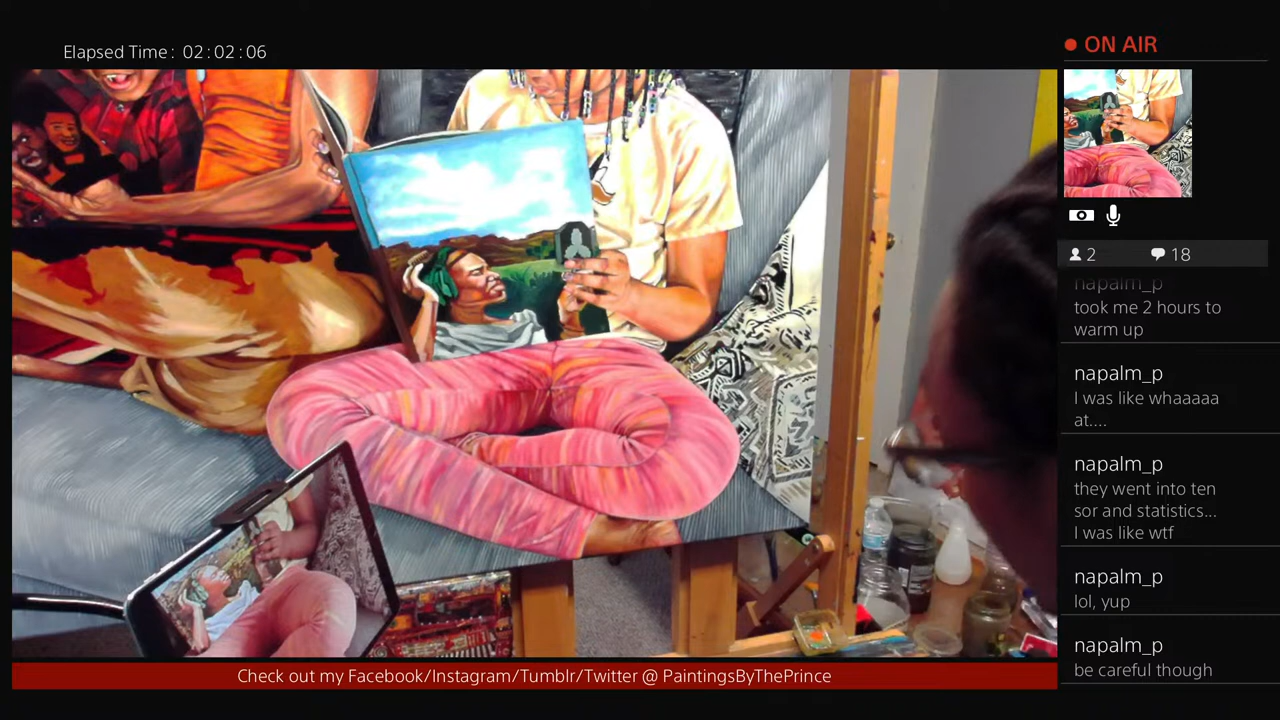 Elapsed Time: 02:02:06
ON AIR
2 18
napalm_p
took me 2 hours to
warm up
napalm_p
I was like whaaaaa
at....
napalm_p
they went into ten
sor and statistics...
I was like wtf
napalm_p
lol, yup
napalm_p
be careful though
Check out my Facebook/Instagram/Tumblr/Twitter @ PaintingsByThePrince